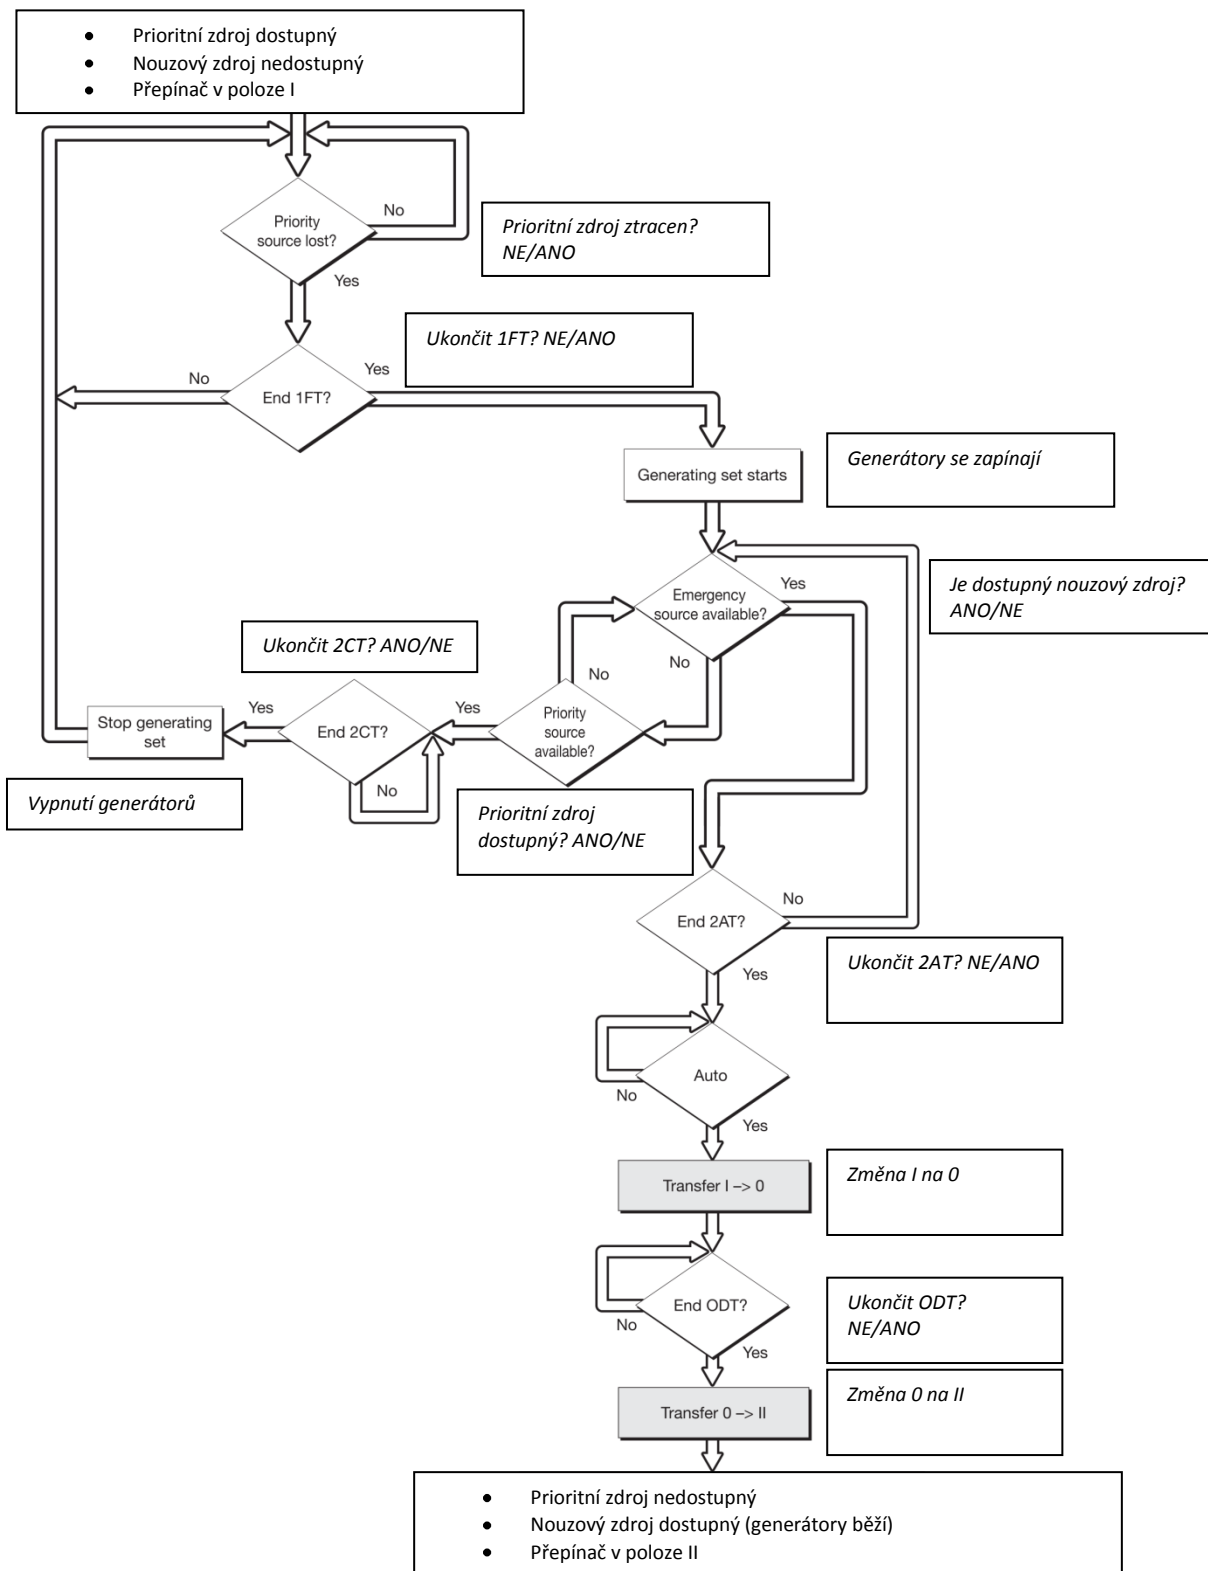 • Prioritní zdroj dostupný
• Nouzový zdroj nedostupný
• Přepínač v poloze I
Priority
source lost?
No
Yes
Prioritní zdroj ztracen?
NE/ANO
Ukončit 1FT? NE/ANO
No
End 1FT?
Yes
Generating set starts
Generátory se zapínají
Emergency
source available?
Yes
No
Je dostupný nouzový zdroj?
ANO/NE
Ukončit 2CT? ANO/NE
No
Priority
source
available?
Yes
End 2CT?
Yes
No
Stop generating
set
Vypnutí generátorů
Prioritní zdroj
dostupný? ANO/NE
End 2AT?
No
Yes
Ukončit 2AT? NE/ANO
Auto
No
Yes
Transfer I –> 0
Změna I na 0
End ODT?
No
Yes
Ukončit ODT?
NE/ANO
Transfer 0 –> II
Změna 0 na II
• Prioritní zdroj nedostupný
• Nouzový zdroj dostupný (generátory běží)
• Přepínač v poloze II